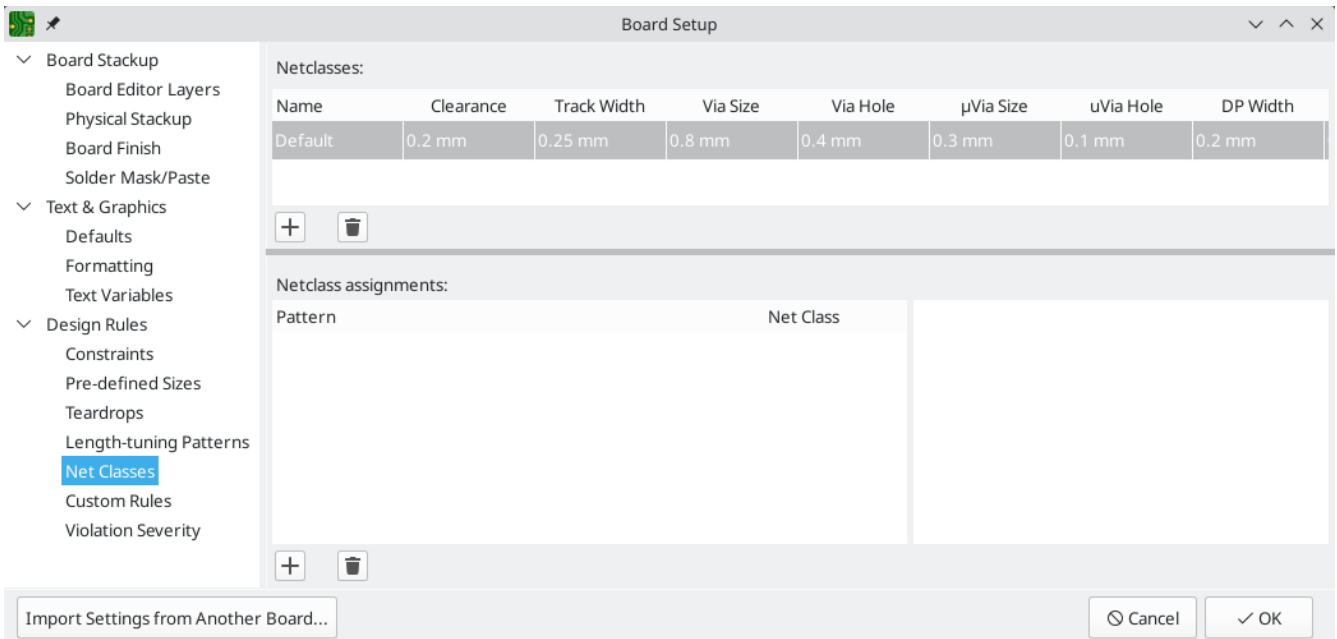 Board Setup
Board Stackup
Board Editor Layers
Physical Stackup
Board Finish
Solder Mask/Paste
Text & Graphics
Defaults
Formatting
Text Variables
Design Rules
Constraints
Pre-defined Sizes
Teardrops
Length-tuning Patterns
Net Classes
Custom Rules
Violation Severity
Netclasses:
Name Clearance Track Width Via Size Via Hole µVia Size uVia Hole DP Width
Default 0.2 mm 0.25 mm 0.8 mm 0.4 mm 0.3 mm 0.1 mm 0.2 mm
Netclass assignments:
Pattern Net Class
Import Settings from Another Board... Cancel OK